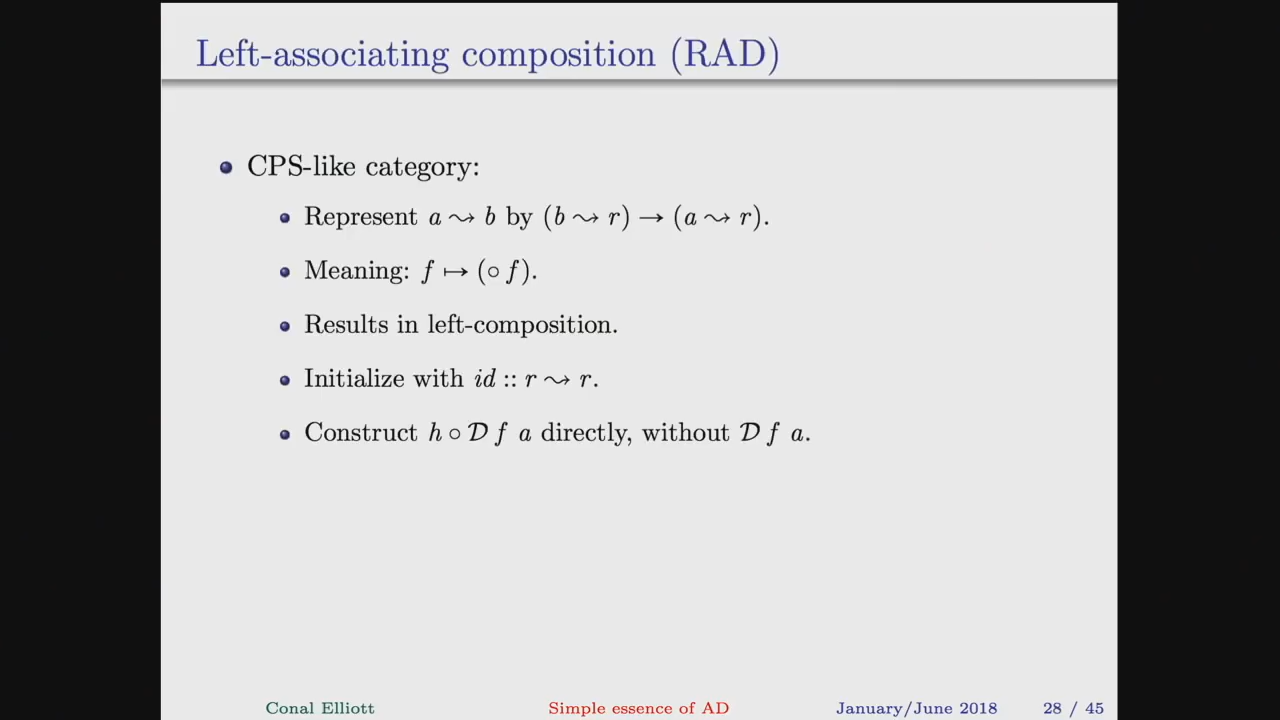 Left-associating composition (RAD)
CPS-like category:
Represent a ⇝ b by (b ⇝ r) → (a ⇝ r).
Meaning: f ↦ (∘ f).
Results in left-composition.
Initialize with id :: r ⇝ r.
Construct h ∘ 𝒟 f a directly, without 𝒟 f a.
Conal Elliott Simple essence of AD January/June 2018 28 / 45